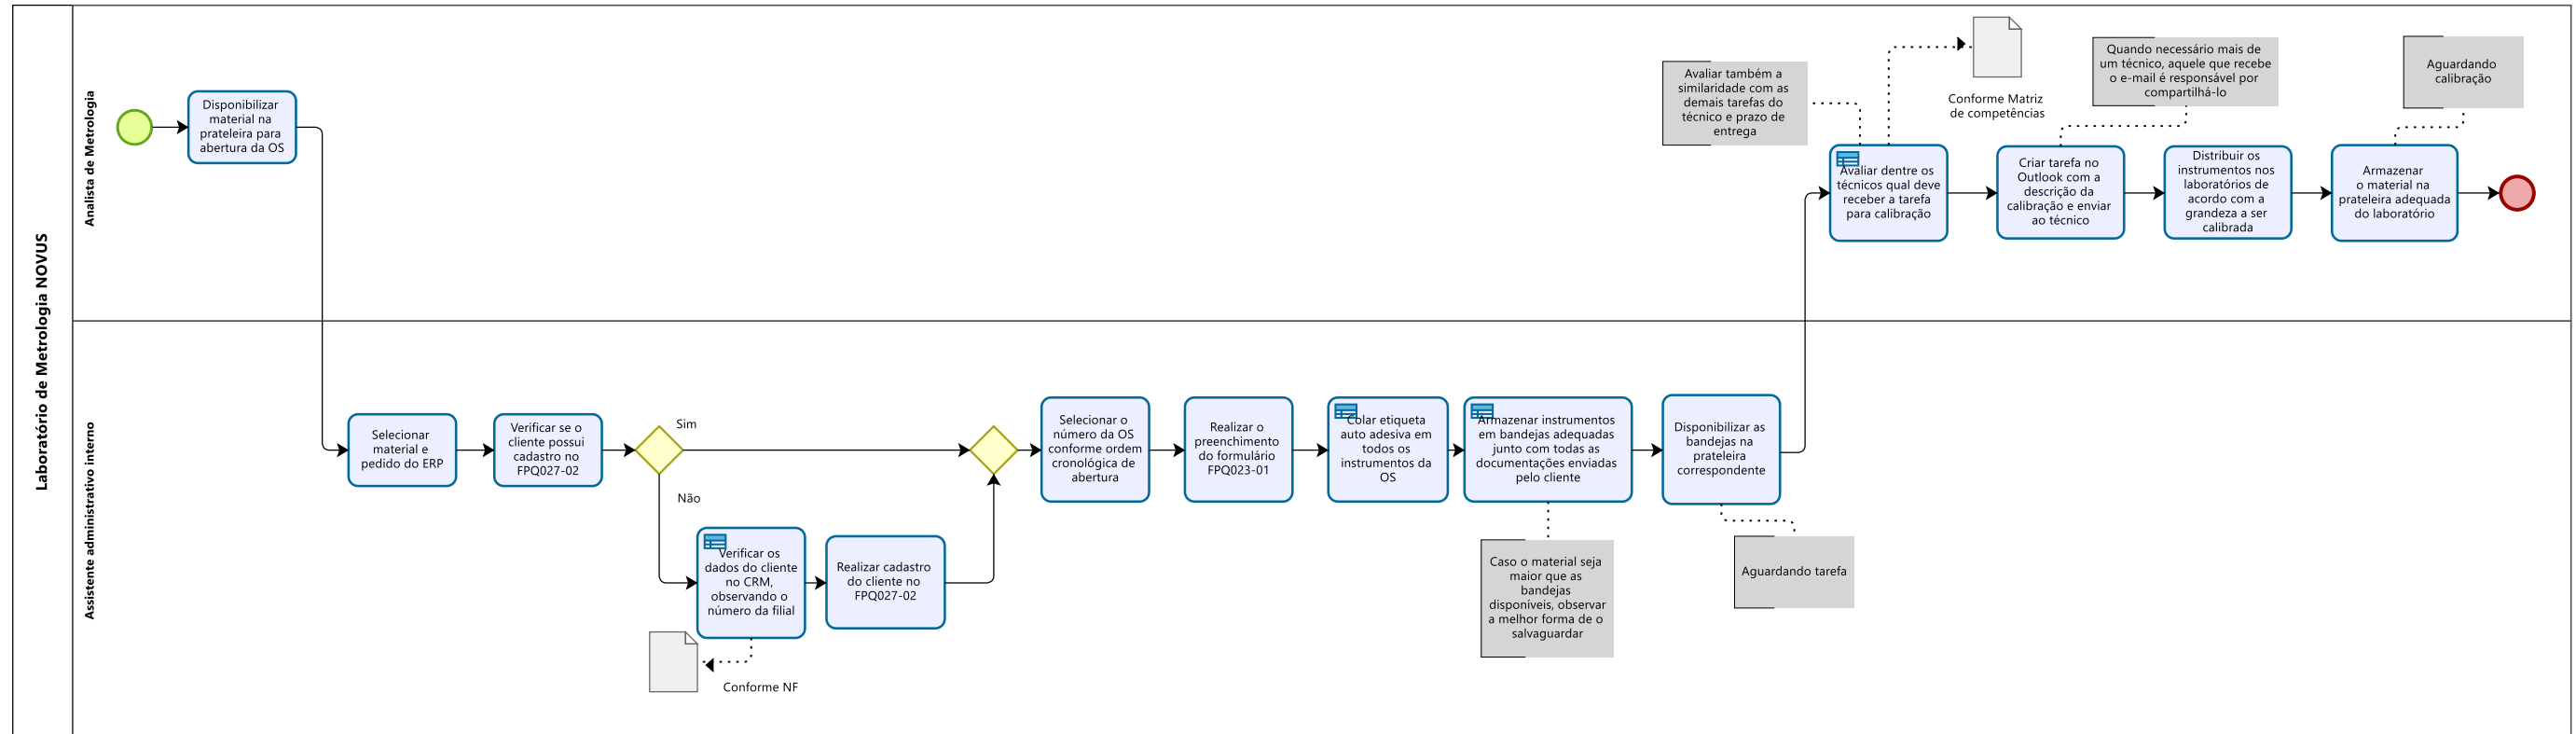 Laboratório de Metrologia NOVUS
Analista de Metrologia
Disponibilizar
material na
prateleira para
abertura da OS
Avaliar também a
similaridade com as
demais tarefas do
técnico e prazo de
entrega
Conforme Matriz
de competências
Quando necessário mais de
um técnico, aquele que recebe
o e-mail é responsável por
compartilhá-lo
Aguardando
calibração
Avaliar dentre os
técnicos qual deve
receber a tarefa
para calibração
Criar tarefa no
Outlook com a
descrição da
calibração e enviar
ao técnico
Distribuir os
instrumentos nos
laboratórios de
acordo com a
grandeza a ser
calibrada
Armazenar
o material na
prateleira adequada
do laboratório
Assistente administrativo interno
Selecionar
material e
pedido do ERP
Verificar se o
cliente possui
cadastro no
FPQ027-02
Sim
Não
Verificar os
dados do cliente
no CRM,
observando o
número da filial
Conforme NF
Realizar cadastro
do cliente no
FPQ027-02
Selecionar o
número da OS
conforme ordem
cronológica de
abertura
Realizar o
preenchimento
do formulário
FPQ023-01
Colar etiqueta
auto adesiva em
todos os
instrumentos da
OS
Armazenar instrumentos
em bandejas adequadas
junto com todas as
documentações enviadas
pelo cliente
Caso o material seja
maior que as
bandejas
disponíveis, observar
a melhor forma de o
salvaguardar
Disponibilizar as
bandejas na
prateleira
correspondente
Aguardando tarefa